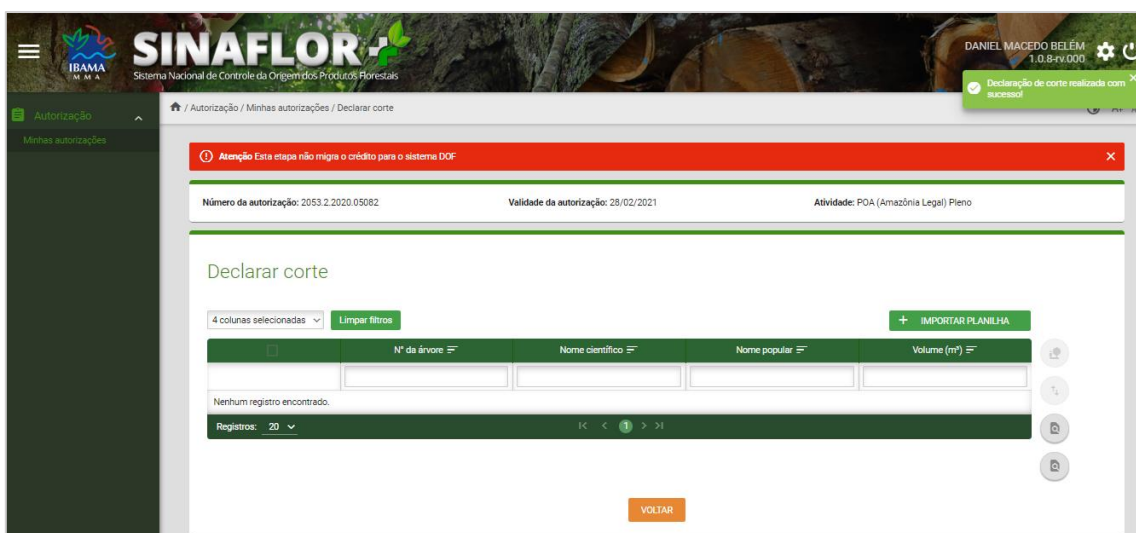 IBAMA
M M A
SINAFLOR+
Sistema Nacional de Controle da Origem dos Produtos Florestais
DANIEL MACEDO BELÉM
1.0.8-rv.000
Declaração de corte realizada com sucesso!
Autorização
Minhas autorizações
/ Autorização / Minhas autorizações / Declarar corte
Atenção Esta etapa não migra o crédito para o sistema DOF
Número da autorização: 2053.2.2020.05082 Validade da autorização: 28/02/2021 Atividade: POA (Amazônia Legal) Pleno
Declarar corte
4 colunas selecionadas Limpar filtros + IMPORTAR PLANILHA
N° da árvore Nome científico Nome popular Volume (m³)
Nenhum registro encontrado.
Registros: 20 1
VOLTAR